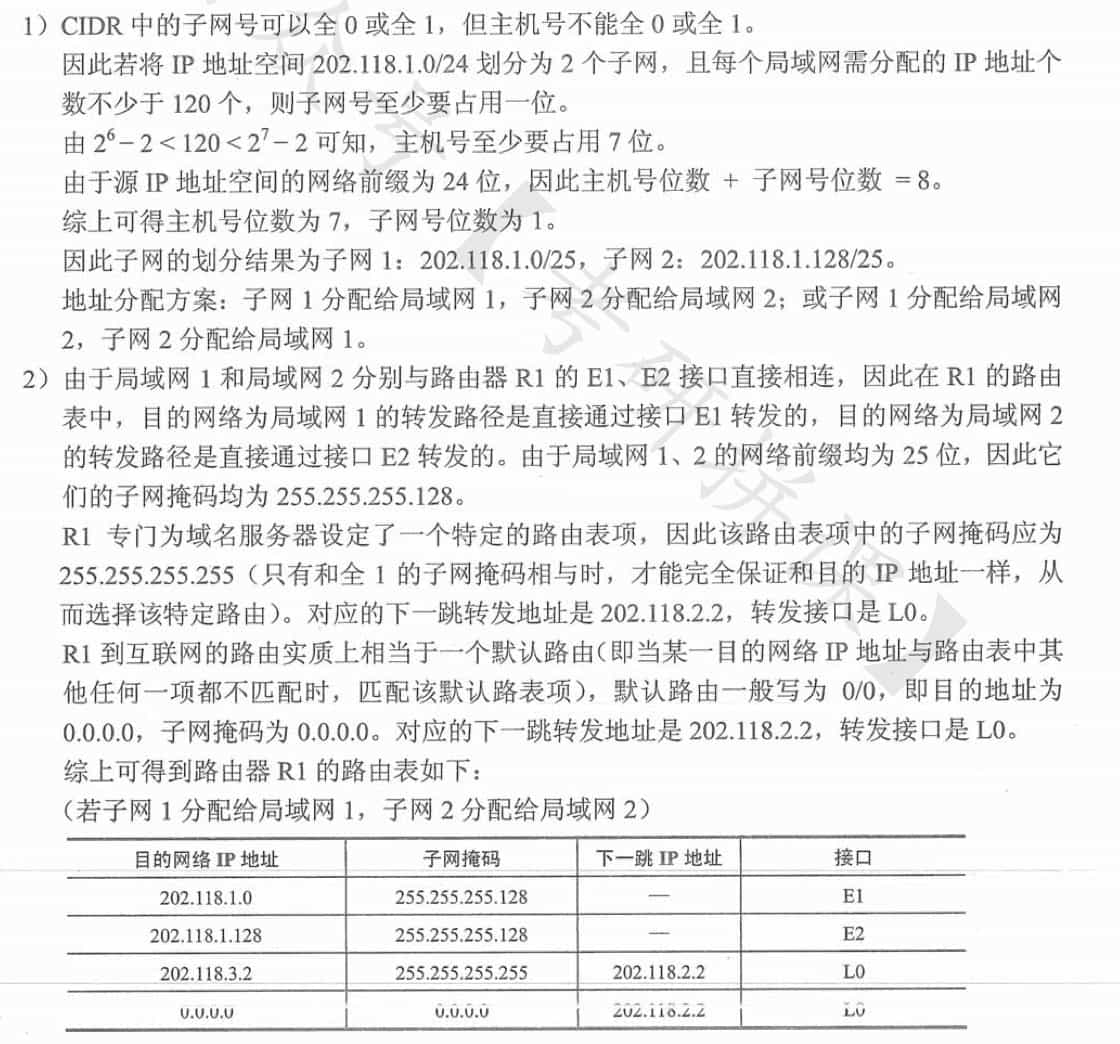 1）CIDR 中的子网号可以全 0 或全 1，但主机号不能全 0 或全 1。
因此若将 IP 地址空间 202.118.1.0/24 划分为 2 个子网，且每个局域网需分配的 IP 地址个
数不少于 120 个，则子网号至少要占用一位。
由 2⁶－2＜120＜2⁷－2 可知，主机号至少要占用 7 位。
由于源 IP 地址空间的网络前缀为 24 位，因此主机号位数 + 子网号位数 = 8。
综上可得主机号位数为 7，子网号位数为 1。
因此子网的划分结果为子网 1：202.118.1.0/25，子网 2：202.118.1.128/25。
地址分配方案：子网 1 分配给局域网 1，子网 2 分配给局域网 2；或子网 1 分配给局域网
2，子网 2 分配给局域网 1。
2）由于局域网 1 和局域网 2 分别与路由器 R1 的 E1、E2 接口直接相连，因此在 R1 的路由
表中，目的网络为局域网 1 的转发路径是直接通过接口 E1 转发的，目的网络为局域网 2
的转发路径是直接通过接口 E2 转发的。由于局域网 1、2 的网络前缀均为 25 位，因此它
们的子网掩码均为 255.255.255.128。
R1 专门为域名服务器设定了一个特定的路由表项，因此该路由表项中的子网掩码应为
255.255.255.255（只有和全 1 的子网掩码相与时，才能完全保证和目的 IP 地址一样，从
而选择该特定路由）。对应的下一跳转发地址是 202.118.2.2，转发接口是 L0。
R1 到互联网的路由实质上相当于一个默认路由（即当某一目的网络 IP 地址与路由表中其
他任何一项都不匹配时，匹配该默认路表项），默认路由一般写为 0/0，即目的地址为
0.0.0.0，子网掩码为 0.0.0.0。对应的下一跳转发地址是 202.118.2.2，转发接口是 L0。
综上可得到路由器 R1 的路由表如下：
（若子网 1 分配给局域网 1，子网 2 分配给局域网 2）
目的网络 IP 地址 子网掩码 下一跳 IP 地址 接口
202.118.1.0 255.255.255.128 — E1
202.118.1.128 255.255.255.128 — E2
202.118.3.2 255.255.255.255 202.118.2.2 L0
0.0.0.0 0.0.0.0 202.118.2.2 L0